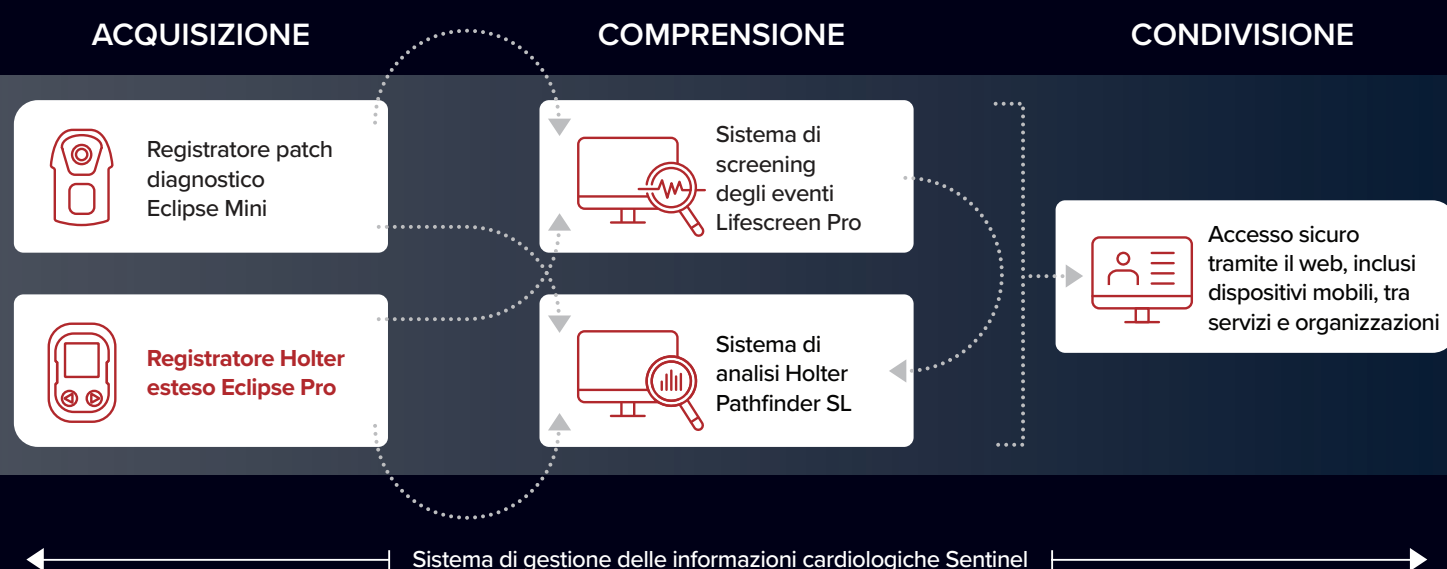 ACQUISIZIONE
COMPRENSIONE
CONDIVISIONE
Registratore patch
diagnostico
Eclipse Mini
Registratore Holter
esteso Eclipse Pro
Sistema di
screening
degli eventi
Lifescreen Pro
Sistema di
analisi Holter
Pathfinder SL
Accesso sicuro
tramite il web, inclusi
dispositivi mobili, tra
servizi e organizzazioni
Sistema di gestione delle informazioni cardiologiche Sentinel